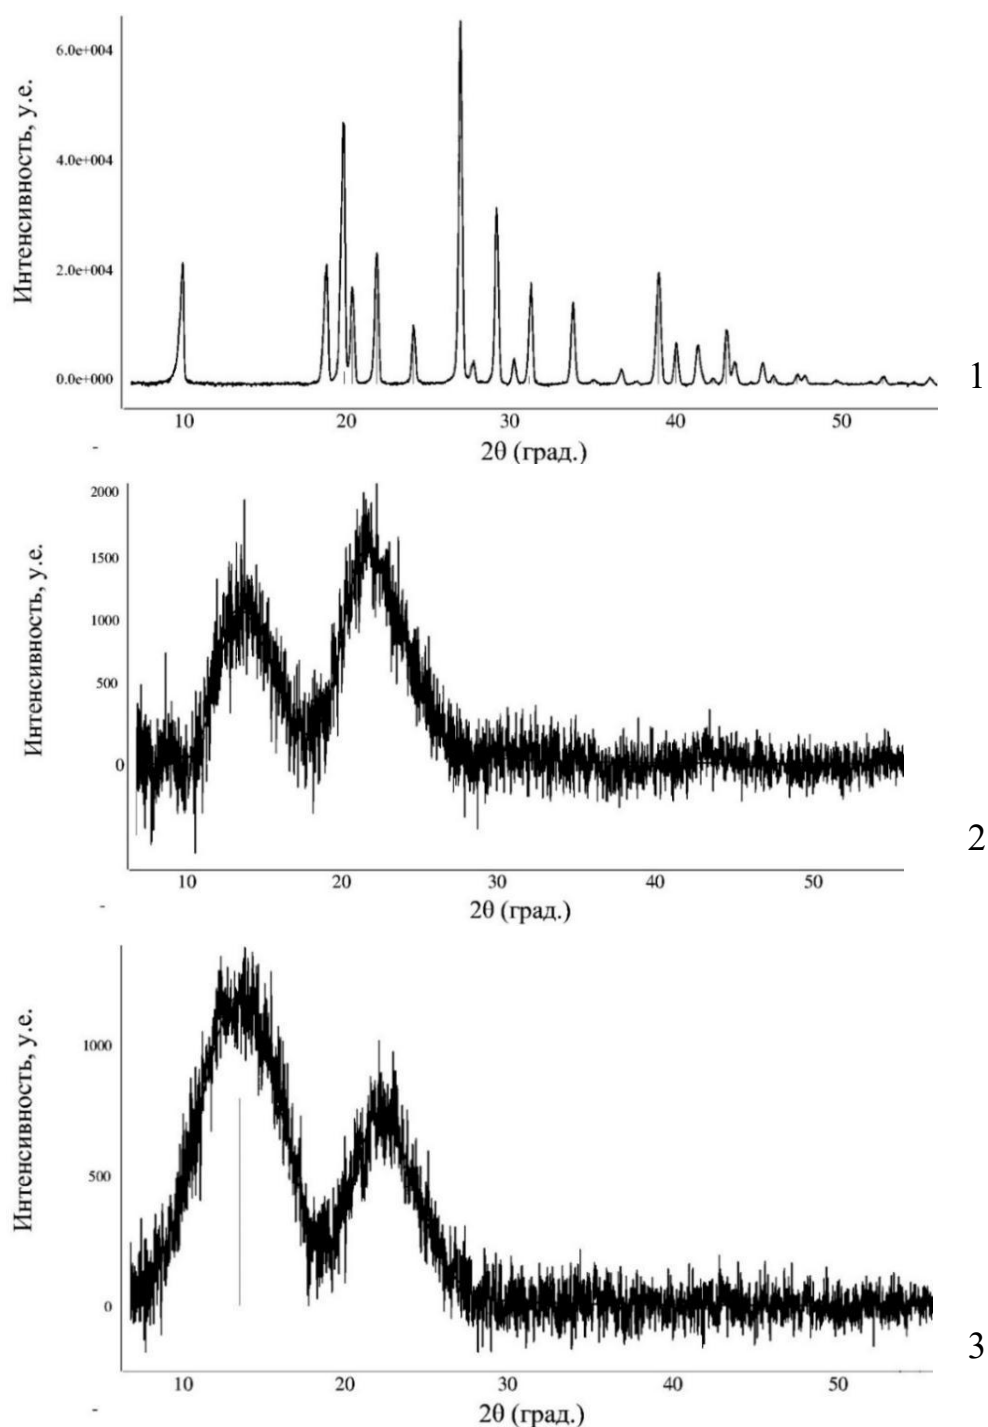 Интенсивность, у.е.
6.0e+004
4.0e+004
2.0e+004
0.0e+000
10 20 30 40 50
2θ (град.)
-
1
Интенсивность, у.е.
2000
1500
1000
500
0
10 20 30 40 50
2θ (град.)
-
2
Интенсивность, у.е.
1000
500
0
10 20 30 40 50
2θ (град.)
-
3